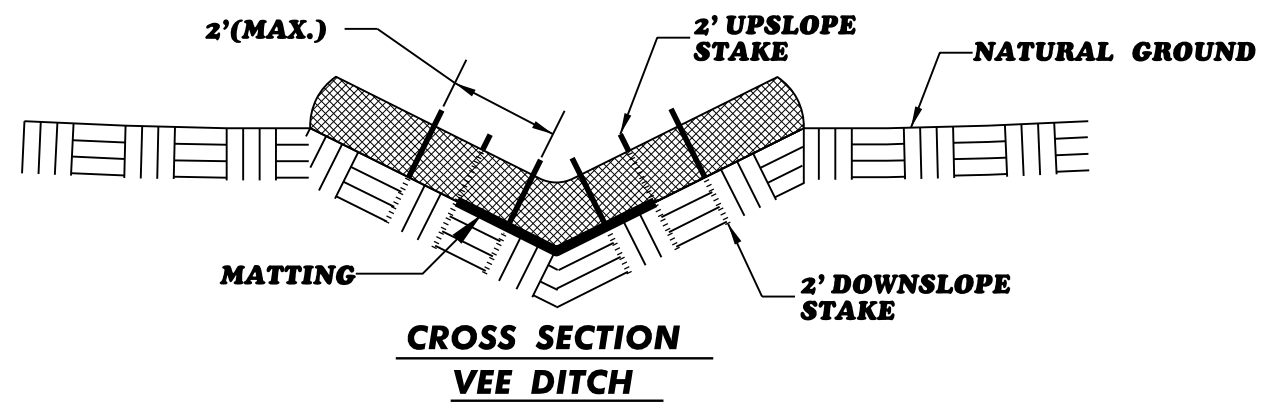 2'(MAX.)
2' UPSLOPE
STAKE
NATURAL GROUND
MATTING
2' DOWNSLOPE
STAKE
CROSS SECTION
VEE DITCH